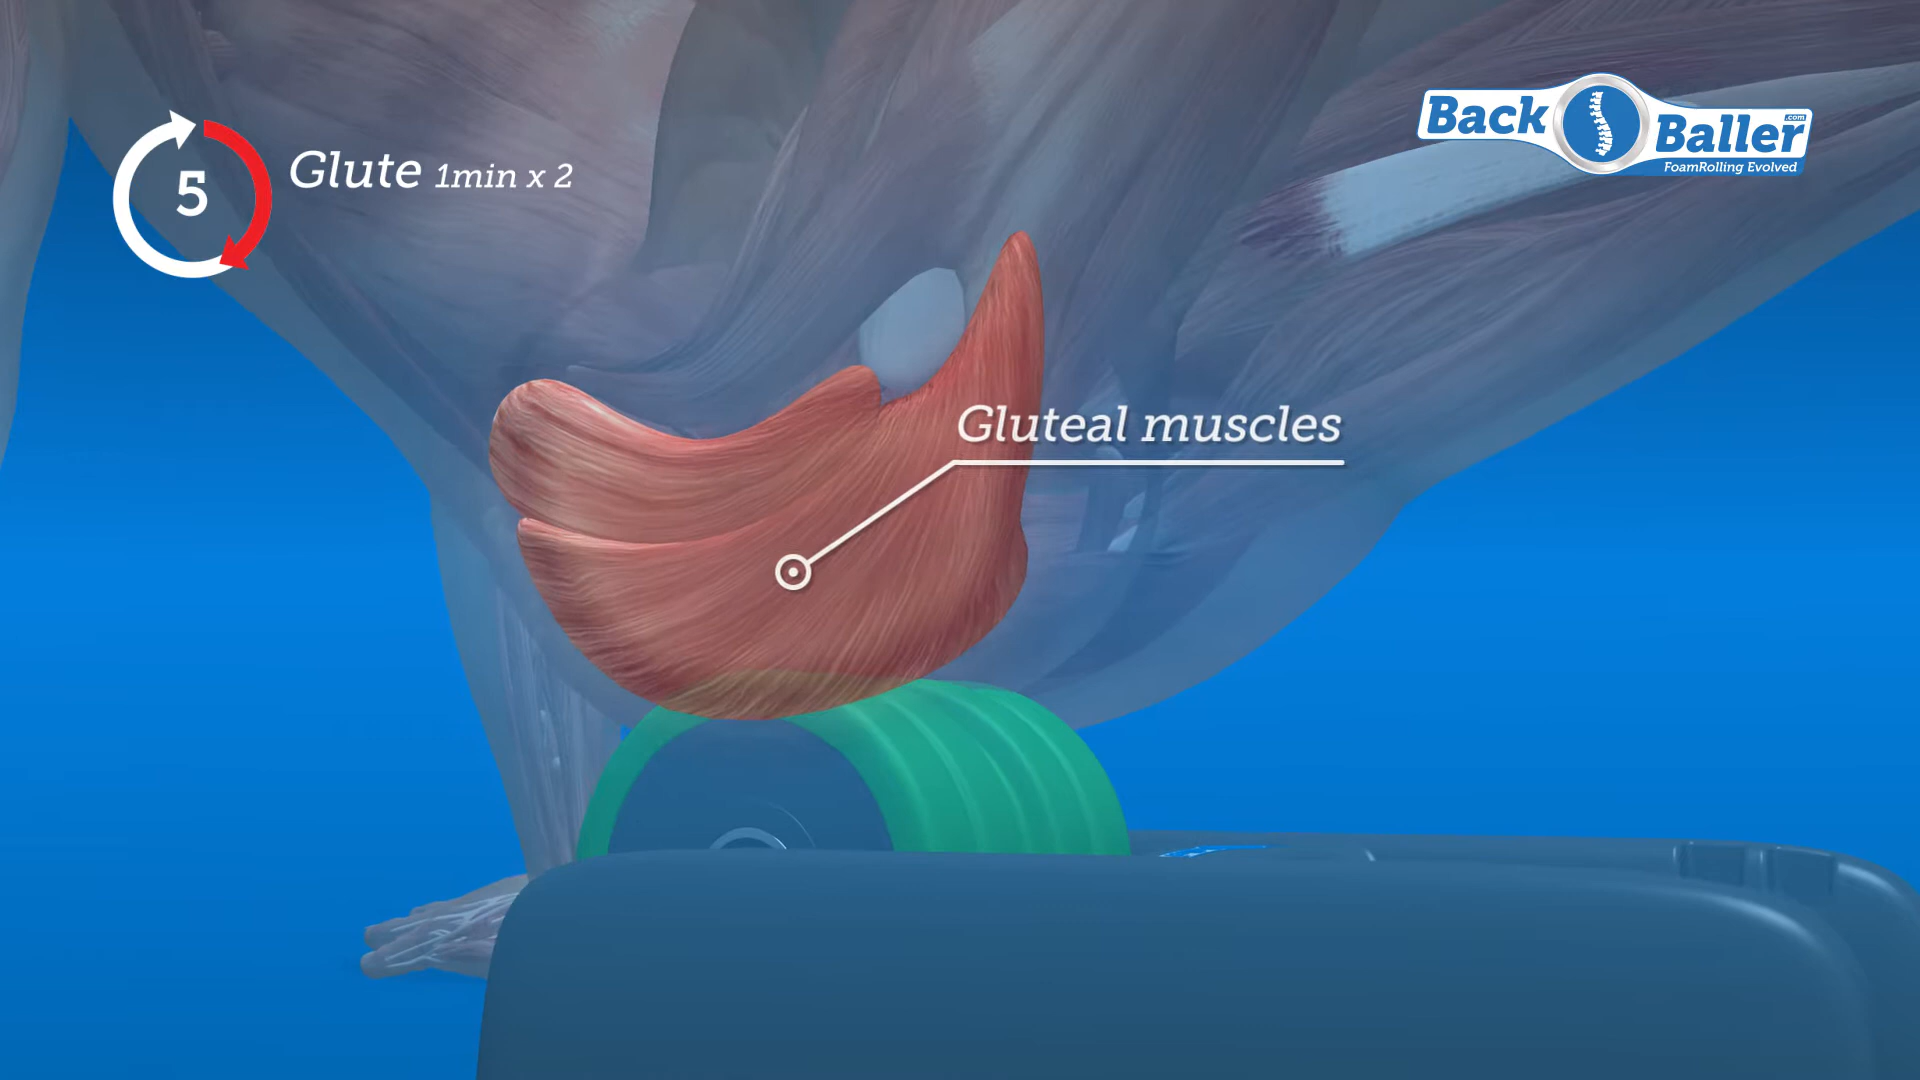 5
Glute 1min x 2
Back Baller
.com
FoamRolling Evolved
Gluteal muscles